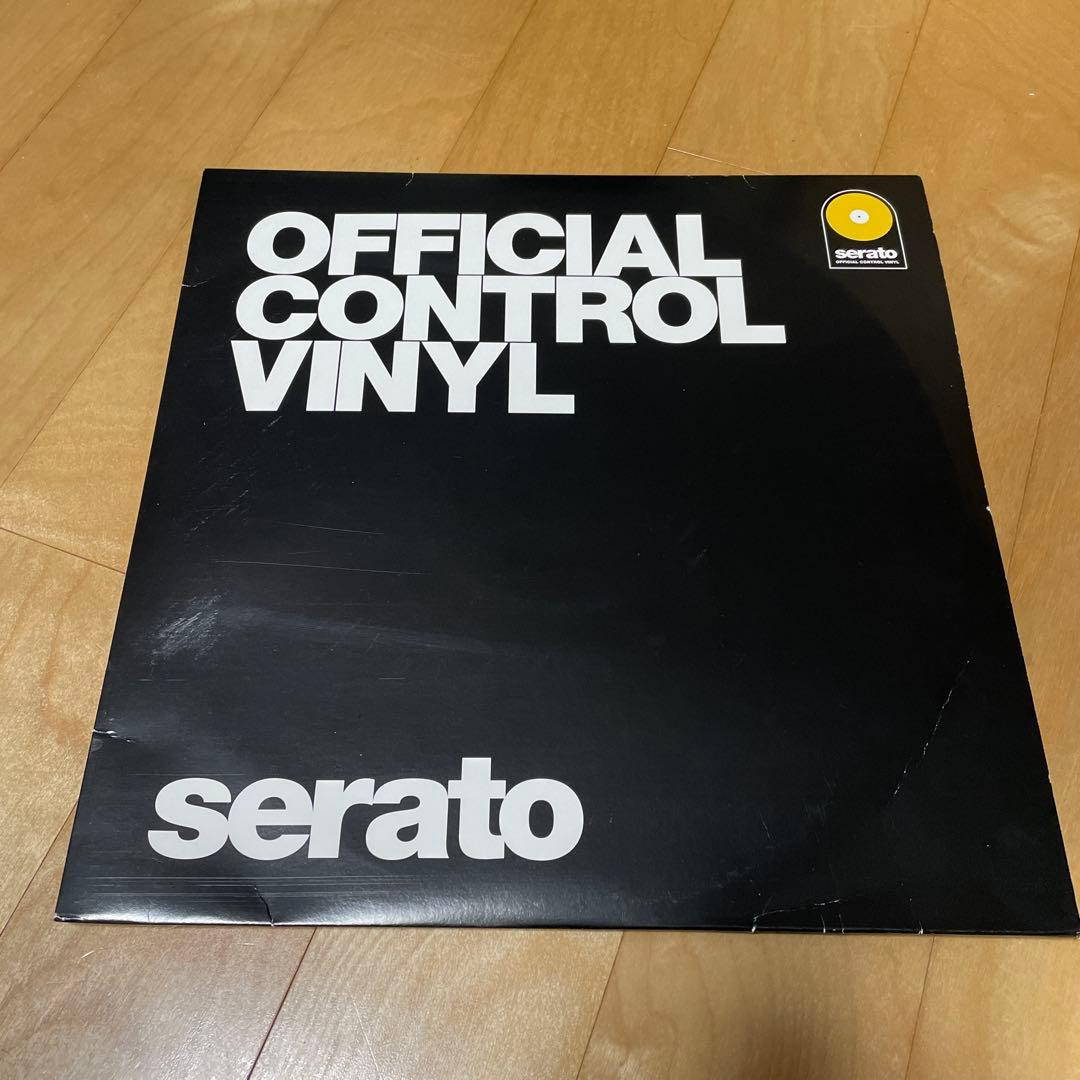 OFFICIAL
CONTROL
VINYL
serato
OFFICIAL CONTROL VINYL
serato